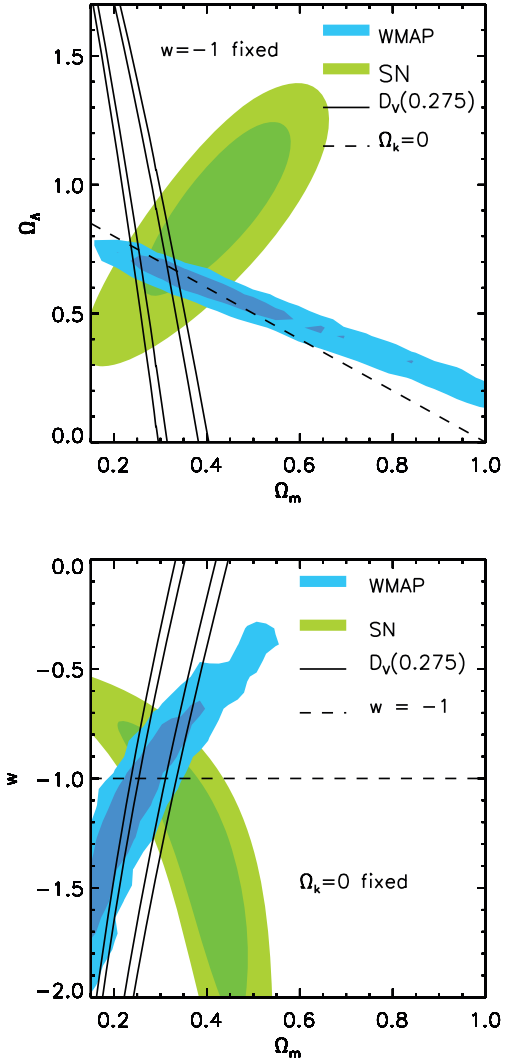 w=−1 fixed
WMAP
SN
D_V(0.275)
Ω_k=0
1.5
1.0
0.5
0.0
Ω_Λ
0.2 0.4 0.6 0.8 1.0
Ω_m
WMAP
SN
D_V(0.275)
w = −1
Ω_k=0 fixed
0.0
−0.5
−1.0
−1.5
−2.0
w
0.2 0.4 0.6 0.8 1.0
Ω_m